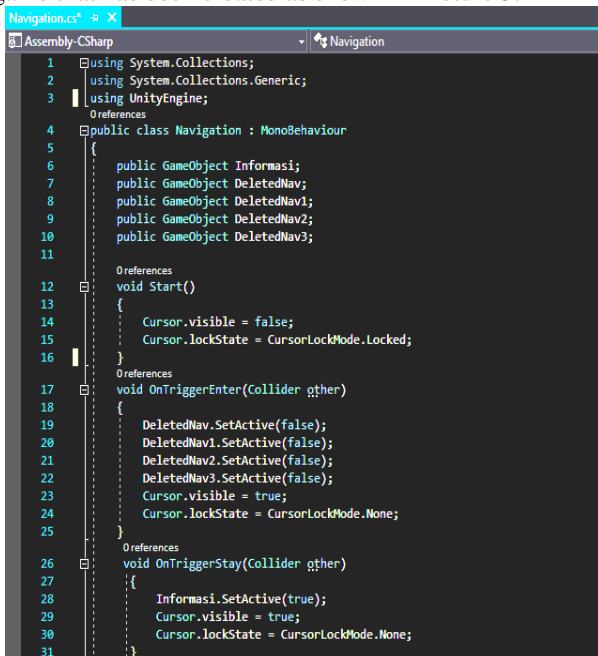 Navigation.cs*
Assembly-CSharp Navigation
1 using System.Collections;
2 using System.Collections.Generic;
3 using UnityEngine;
0 references
4 public class Navigation : MonoBehaviour
5 {
6 public GameObject Informasi;
7 public GameObject DeletedNav;
8 public GameObject DeletedNav1;
9 public GameObject DeletedNav2;
10 public GameObject DeletedNav3;
11
0 references
12 void Start()
13 {
14 Cursor.visible = false;
15 Cursor.lockState = CursorLockMode.Locked;
16 }
0 references
17 void OnTriggerEnter(Collider other)
18 {
19 DeletedNav.SetActive(false);
20 DeletedNav1.SetActive(false);
21 DeletedNav2.SetActive(false);
22 DeletedNav3.SetActive(false);
23 Cursor.visible = true;
24 Cursor.lockState = CursorLockMode.None;
25 }
0 references
26 void OnTriggerStay(Collider other)
27 {
28 Informasi.SetActive(true);
29 Cursor.visible = true;
30 Cursor.lockState = CursorLockMode.None;
31 }